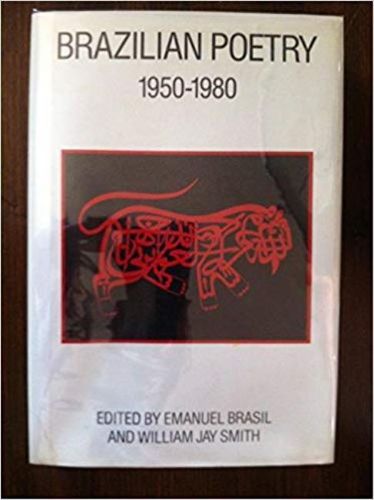 BRAZILIAN POETRY
1950-1980
EDITED BY EMANUEL BRASIL
AND WILLIAM JAY SMITH